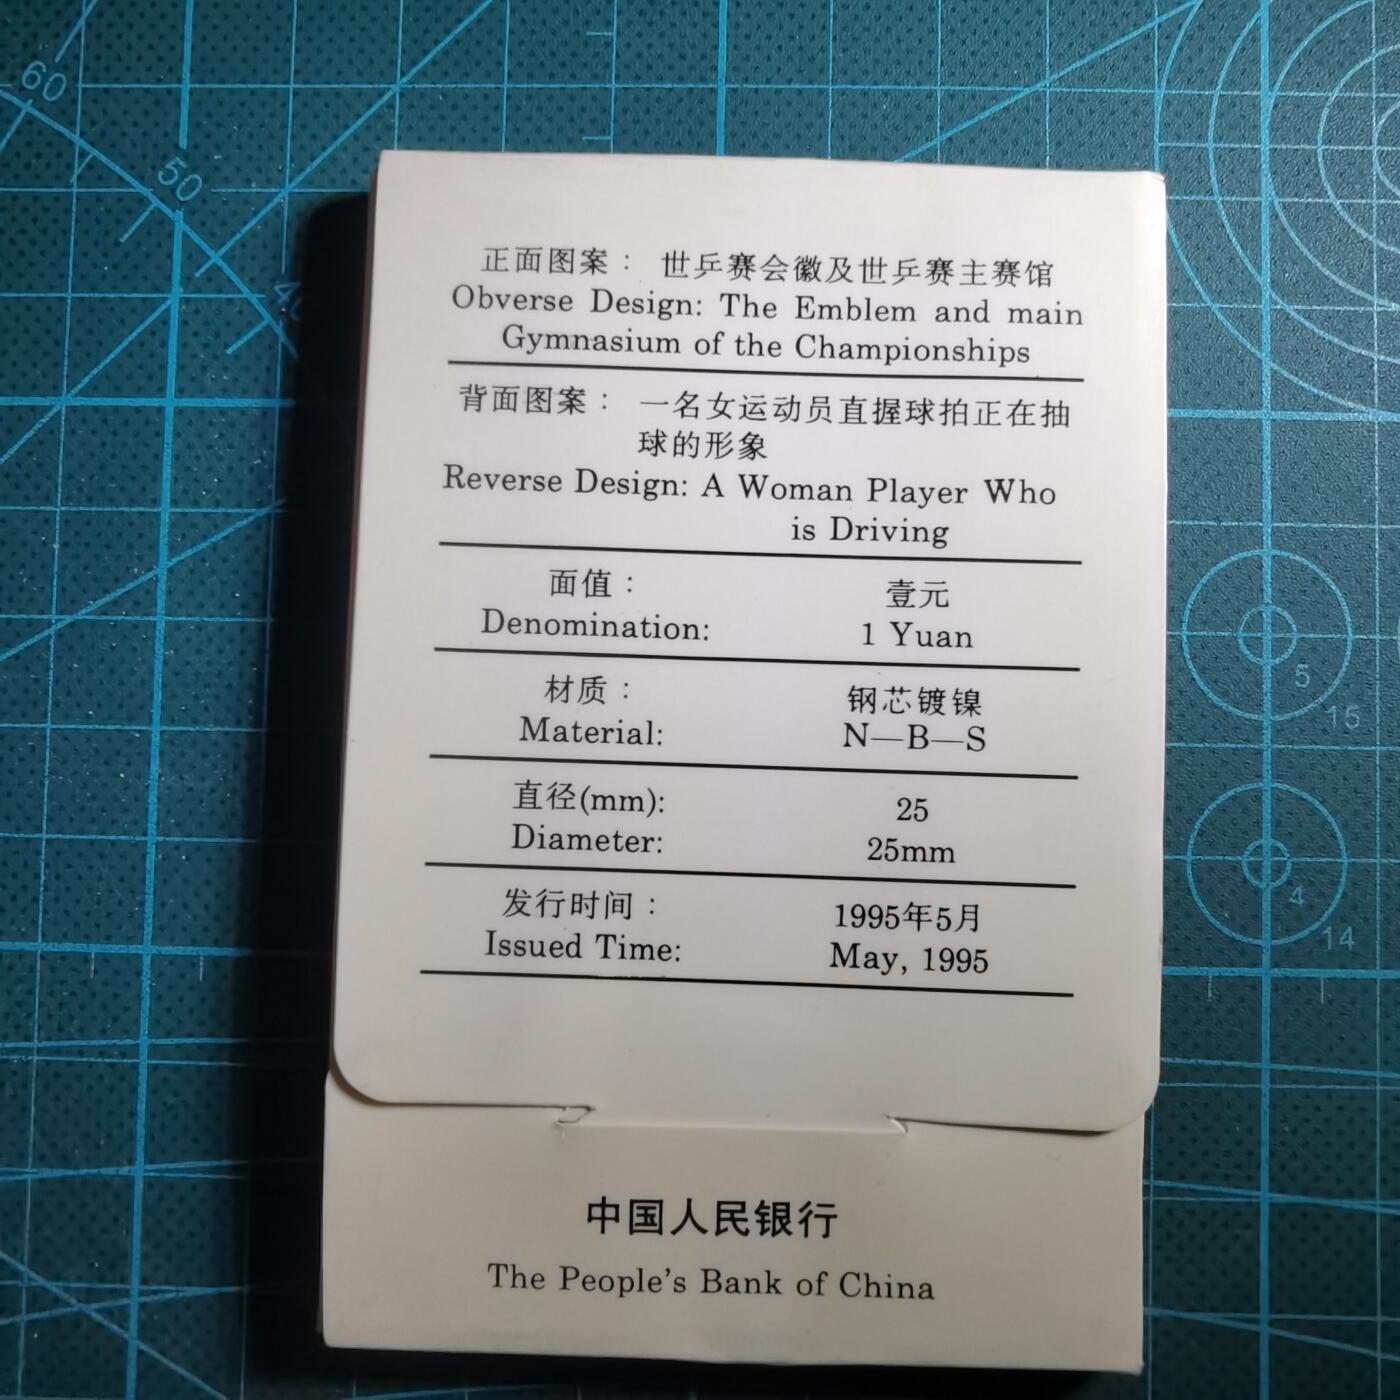 正面图案： 世乒赛会徽及世乒赛主赛馆
Obverse Design: The Emblem and main
Gymnasium of the Championships
背面图案： 一名女运动员直握球拍正在抽
球的形象
Reverse Design: A Woman Player Who
is Driving
面值： 壹元
Denomination: 1 Yuan
材质： 钢芯镀镍
Material: N—B—S
直径(mm): 25
Diameter: 25mm
发行时间： 1995年5月
Issued Time: May, 1995
中国人民银行
The People's Bank of China
60
50
40
5
15
4
14